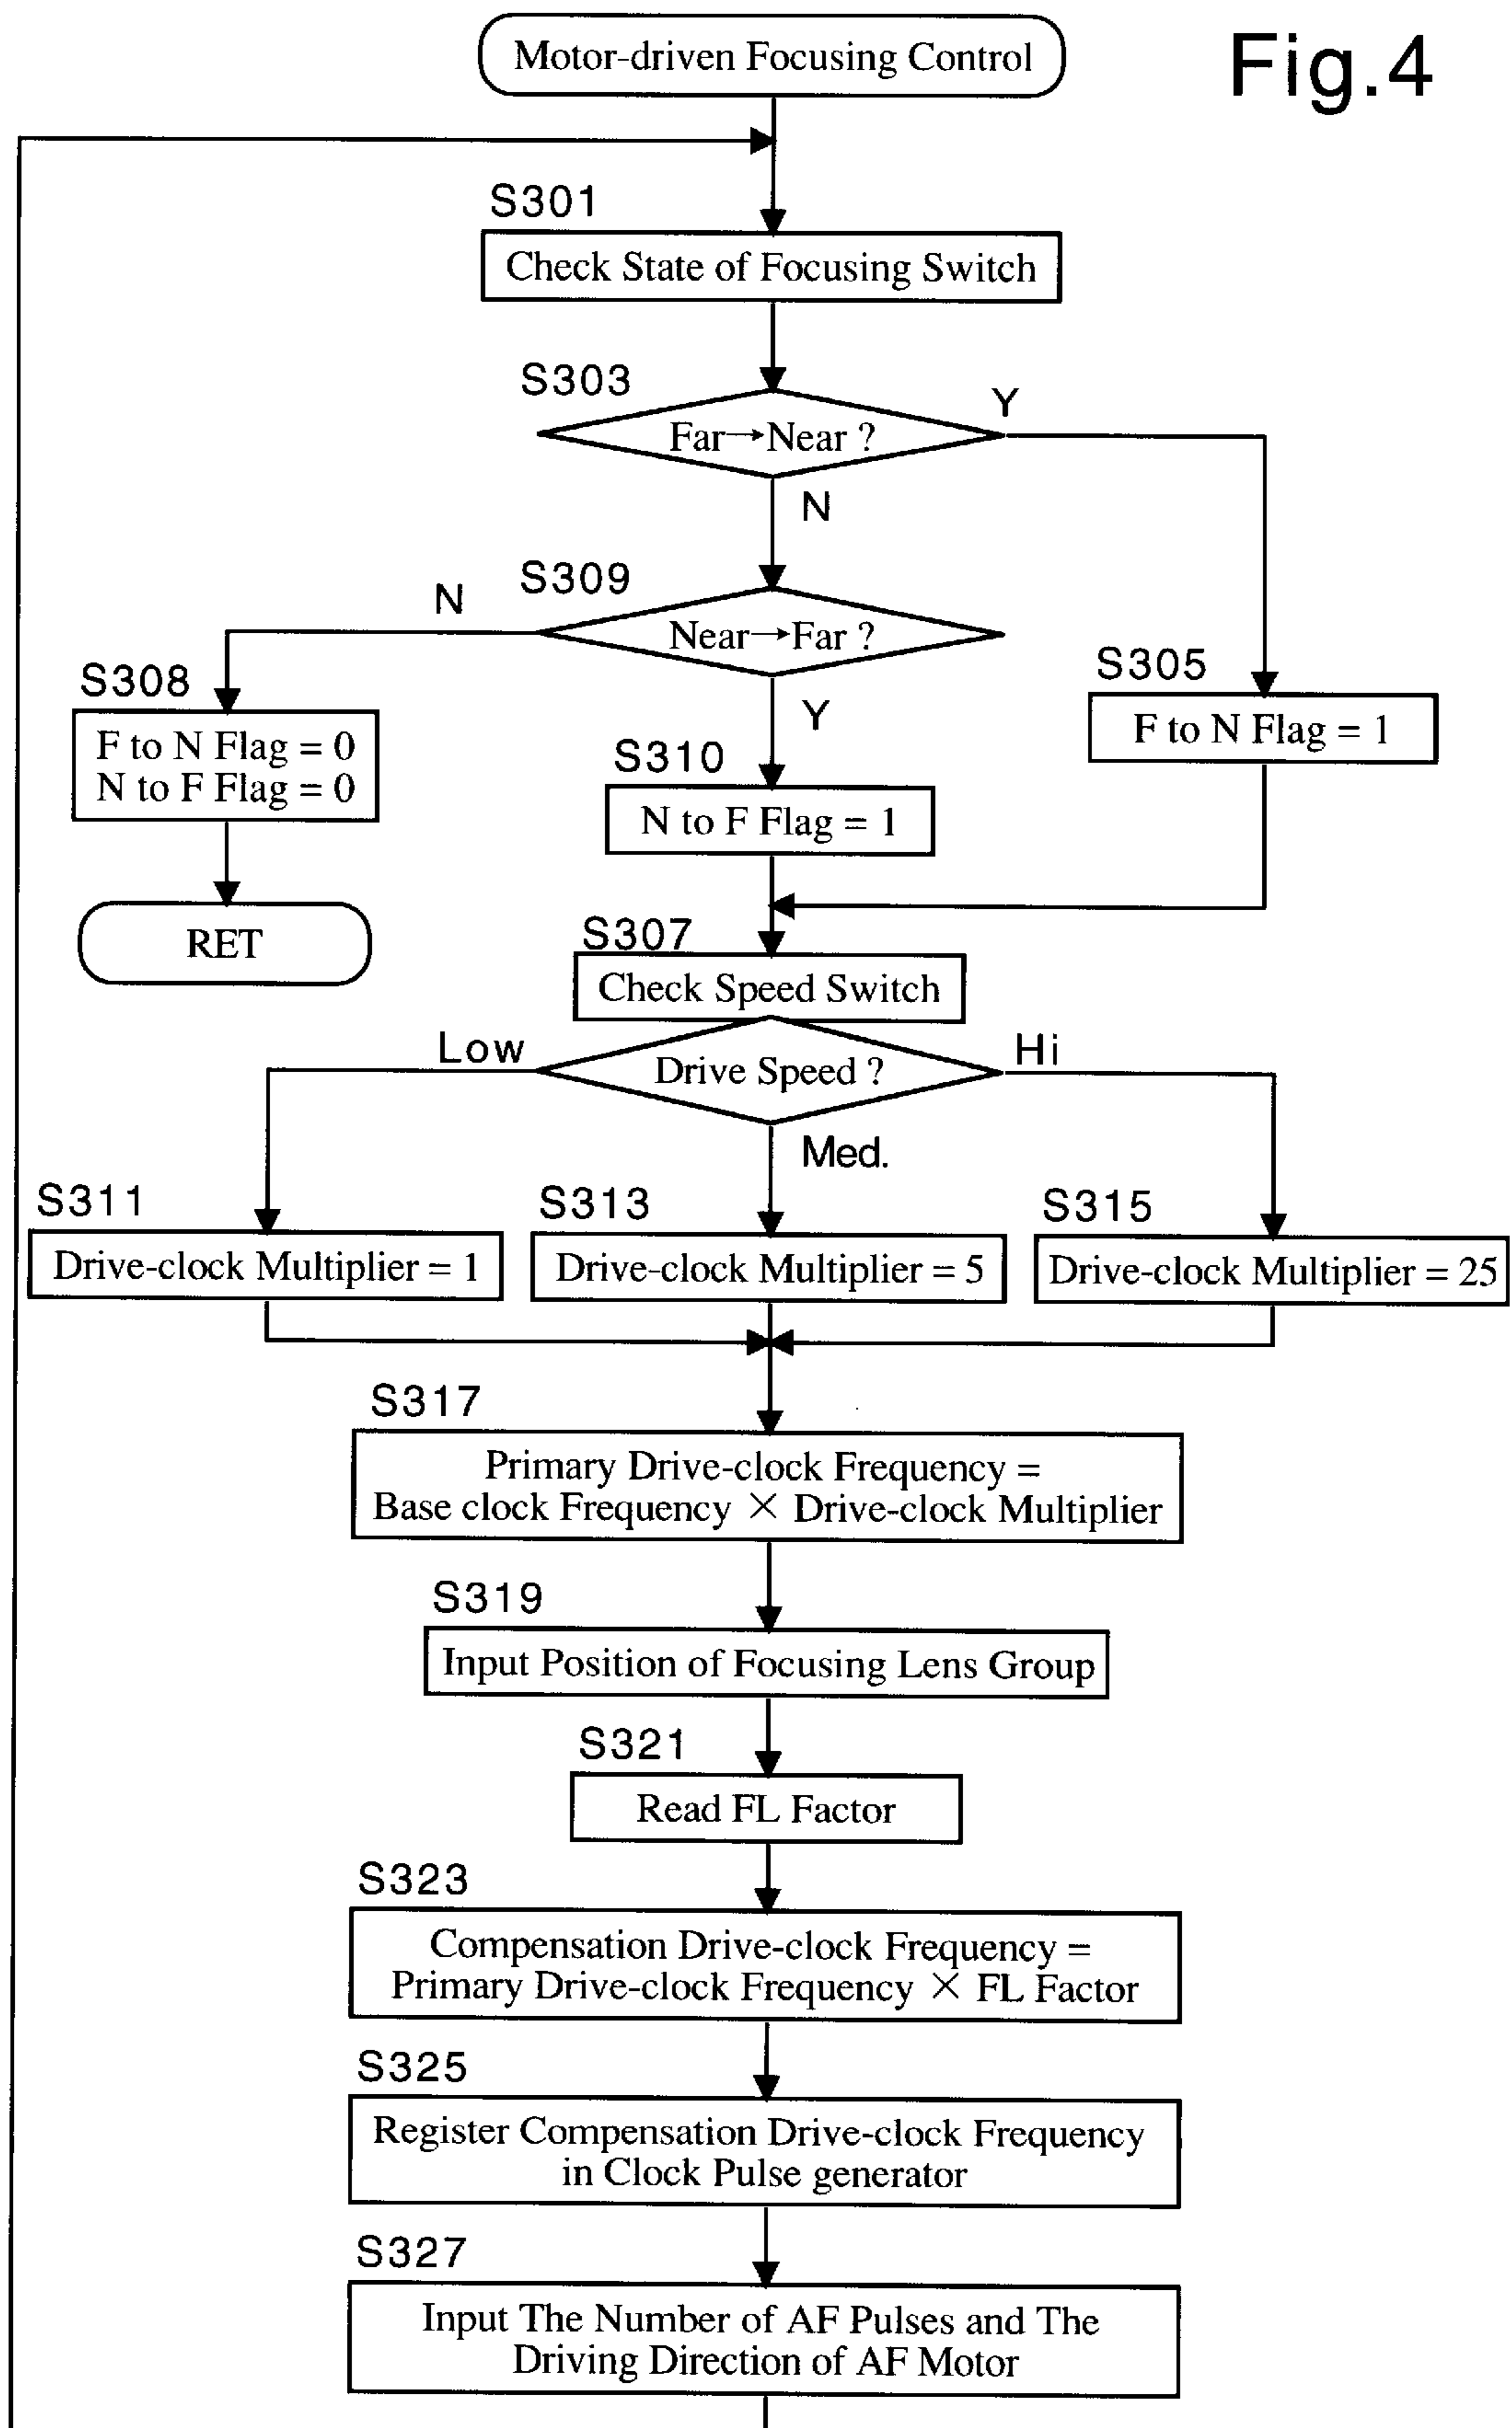 Fig.4
Motor-driven Focusing Control
S301
Check State of Focusing Switch
S303
Far→Near ?
Y
N
S309
N
Near→Far ?
Y
S305
F to N Flag = 1
S308
F to N Flag = 0
N to F Flag = 0
RET
S310
N to F Flag = 1
S307
Check Speed Switch
Drive Speed ?
Low
Hi
Med.
S311
Drive-clock Multiplier = 1
S313
Drive-clock Multiplier = 5
S315
Drive-clock Multiplier = 25
S317
Primary Drive-clock Frequency =
Base clock Frequency × Drive-clock Multiplier
S319
Input Position of Focusing Lens Group
S321
Read FL Factor
S323
Compensation Drive-clock Frequency =
Primary Drive-clock Frequency × FL Factor
S325
Register Compensation Drive-clock Frequency
in Clock Pulse generator
S327
Input The Number of AF Pulses and The
Driving Direction of AF Motor